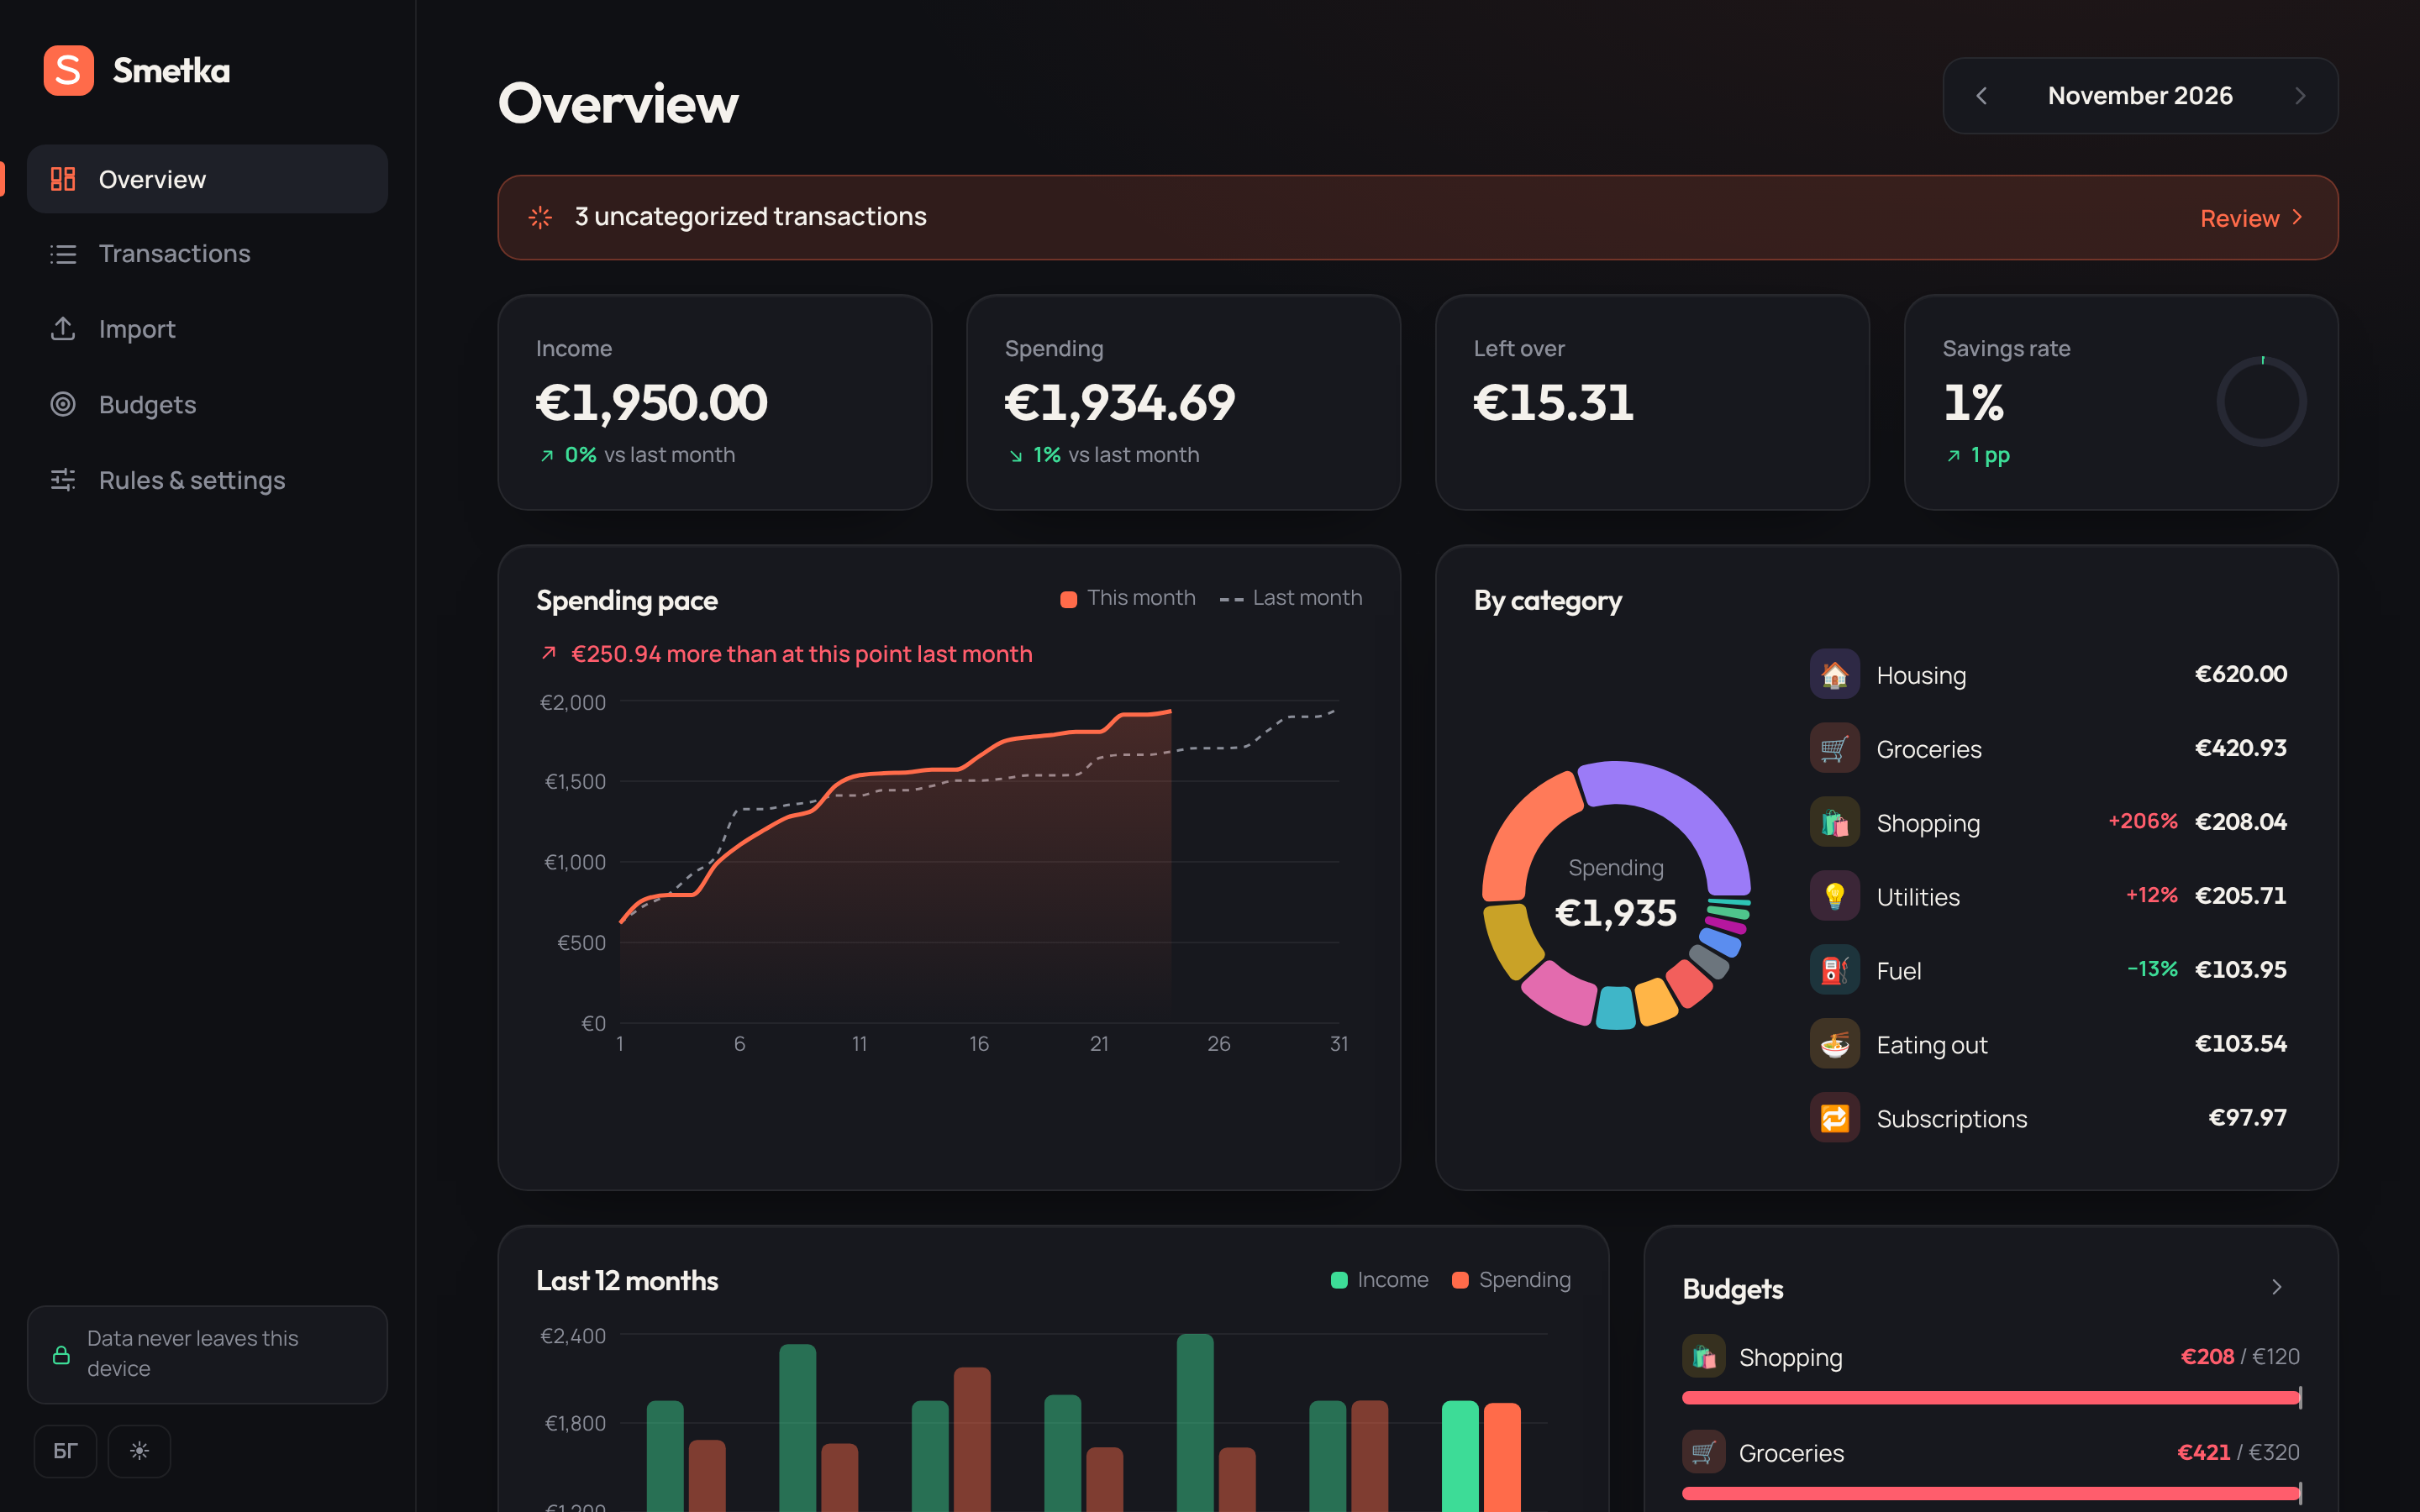 S Smetka
Overview
Transactions
Import
Budgets
Rules & settings
Data never leaves this
device
БГ
Overview
November 2026
3 uncategorized transactions
Review
Income
€1,950.00
0% vs last month
Spending
€1,934.69
1% vs last month
Left over
€15.31
Savings rate
1%
1 pp
Spending pace
This month
Last month
€250.94 more than at this point last month
€2,000
€1,500
€1,000
€500
€0
1 6 11 16 21 26 31
By category
Spending
€1,935
Housing €620.00
Groceries €420.93
Shopping +206% €208.04
Utilities +12% €205.71
Fuel −13% €103.95
Eating out €103.54
Subscriptions €97.97
Last 12 months
Income
Spending
€2,400
€1,800
€1,200
Budgets
Shopping €208 / €120
Groceries €421 / €320